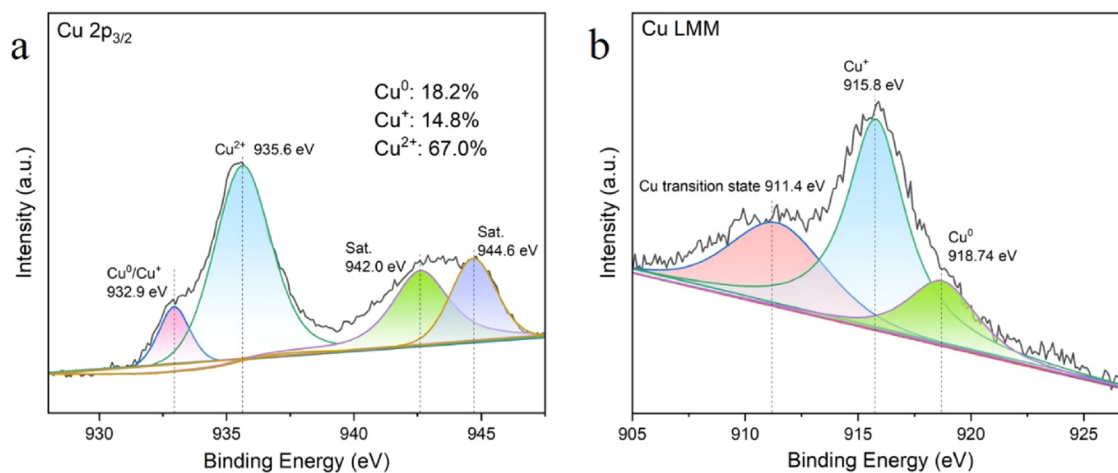 a
Cu 2p₃/₂
Cu⁰: 18.2%
Cu⁺: 14.8%
Cu²⁺: 67.0%
Cu²⁺ 935.6 eV
Cu⁰/Cu⁺
932.9 eV
Sat.
942.0 eV
Sat.
944.6 eV
Intensity (a.u.)
930
935
940
945
Binding Energy (eV)
b
Cu LMM
Cu⁺
915.8 eV
Cu transition state 911.4 eV
Cu⁰
918.74 eV
Intensity (a.u.)
905
910
915
920
925
Binding Energy (eV)